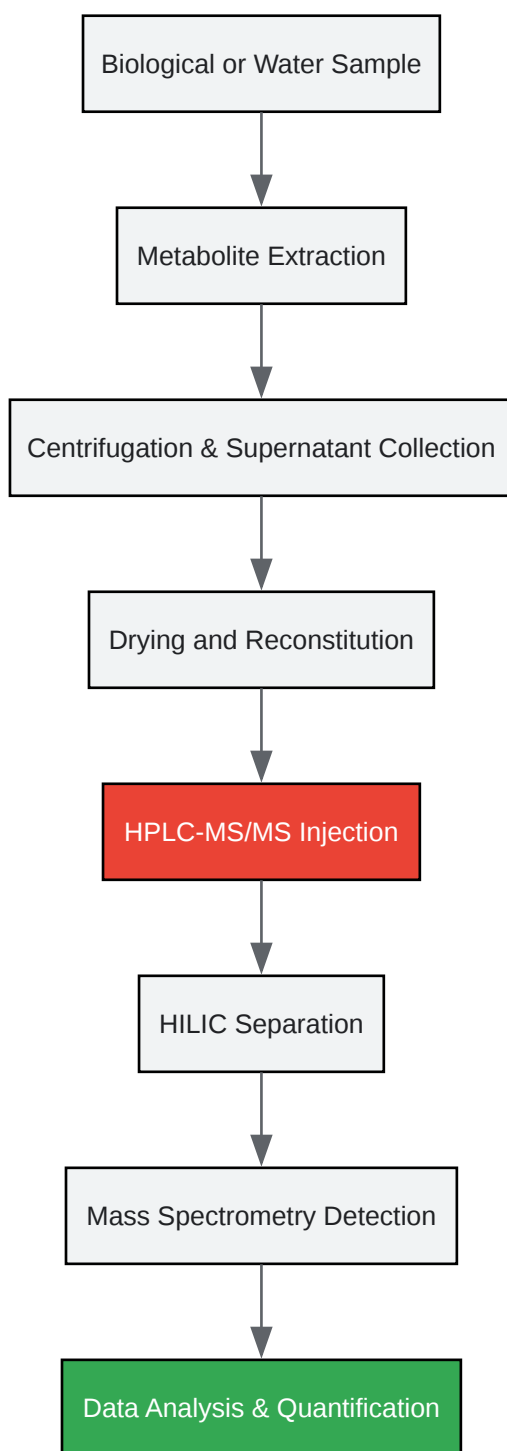 Biological or Water Sample
Metabolite Extraction
Centrifugation & Supernatant Collection
Drying and Reconstitution
HPLC-MS/MS Injection
HILIC Separation
Mass Spectrometry Detection
Data Analysis & Quantification